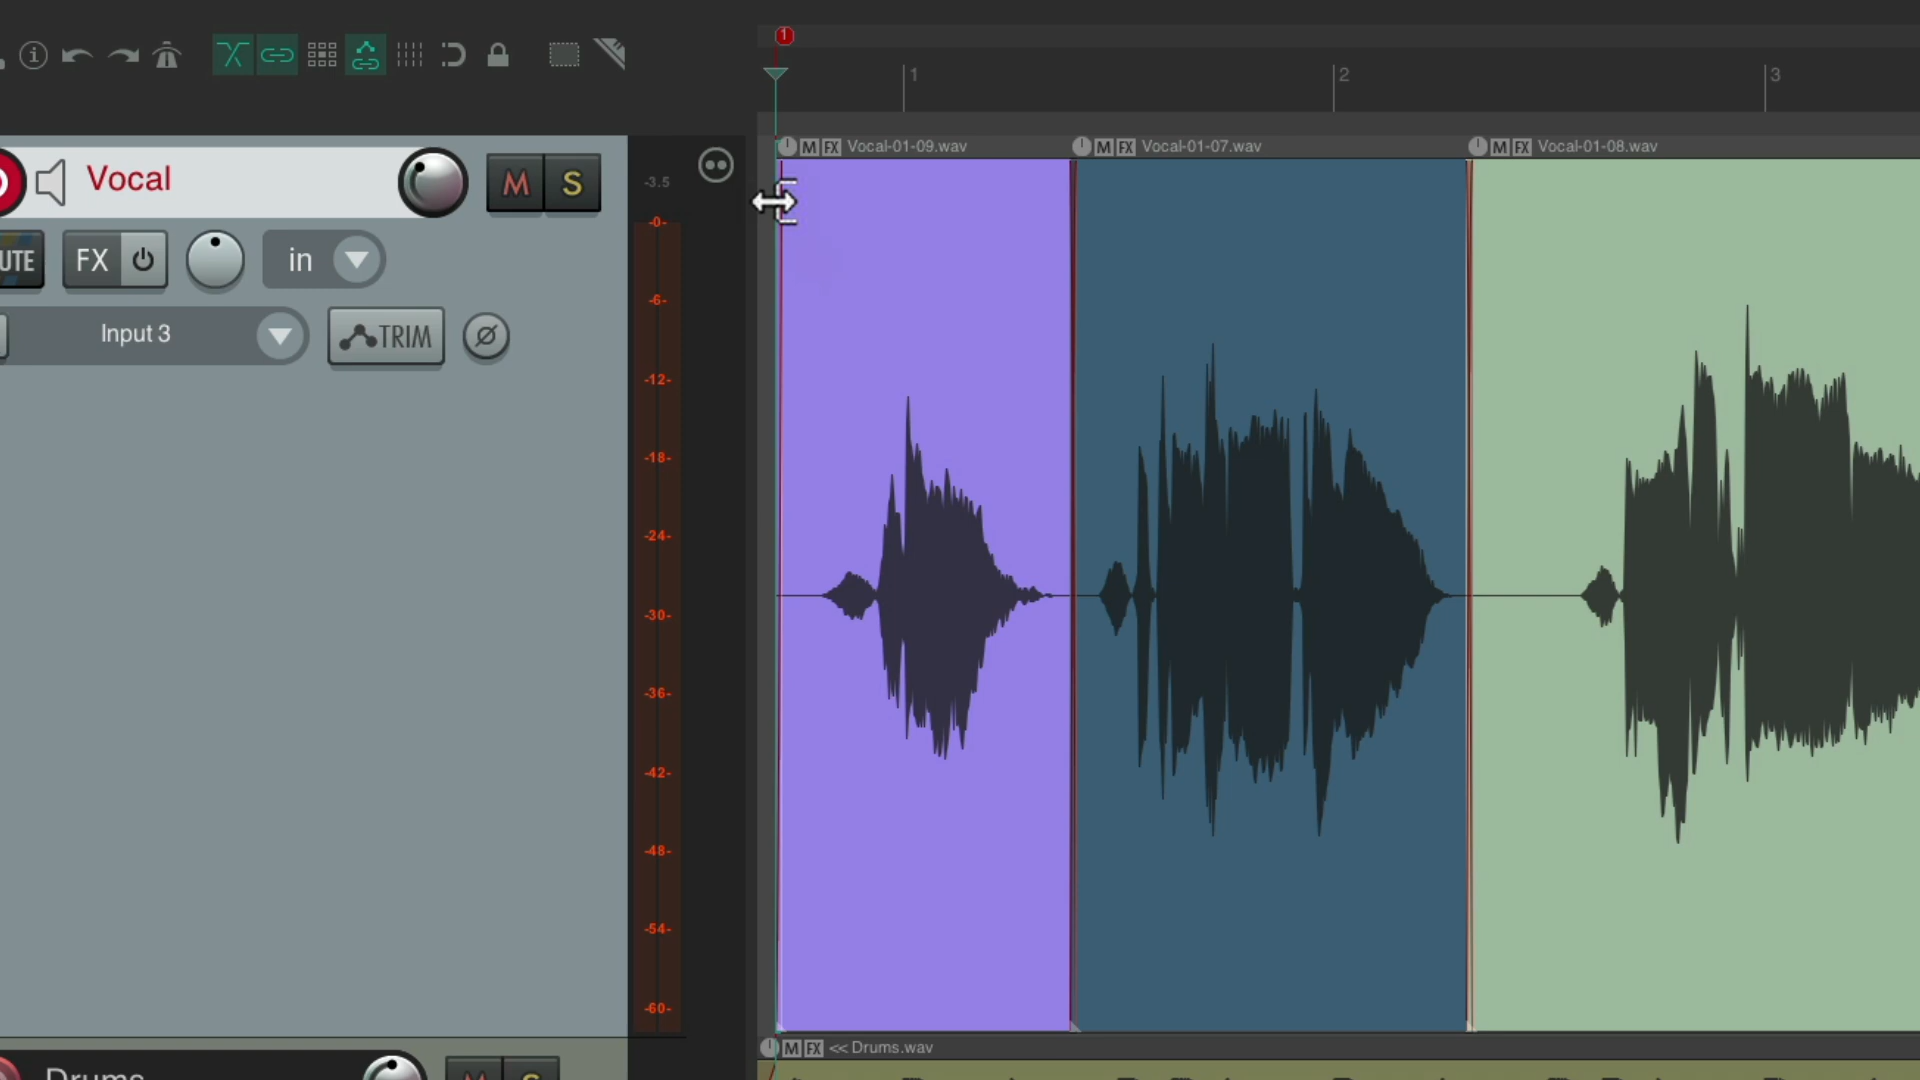 1
1 2 3
M FX Vocal-01-09.wav M FX Vocal-01-07.wav M FX Vocal-01-08.wav
Vocal M S -3.5
-0-
UTE FX in
-6-
Input 3 TRIM
-12-
-18-
-24-
-30-
-36-
-42-
-48-
-54-
-60-
M FX << Drums.wav
Drums M S